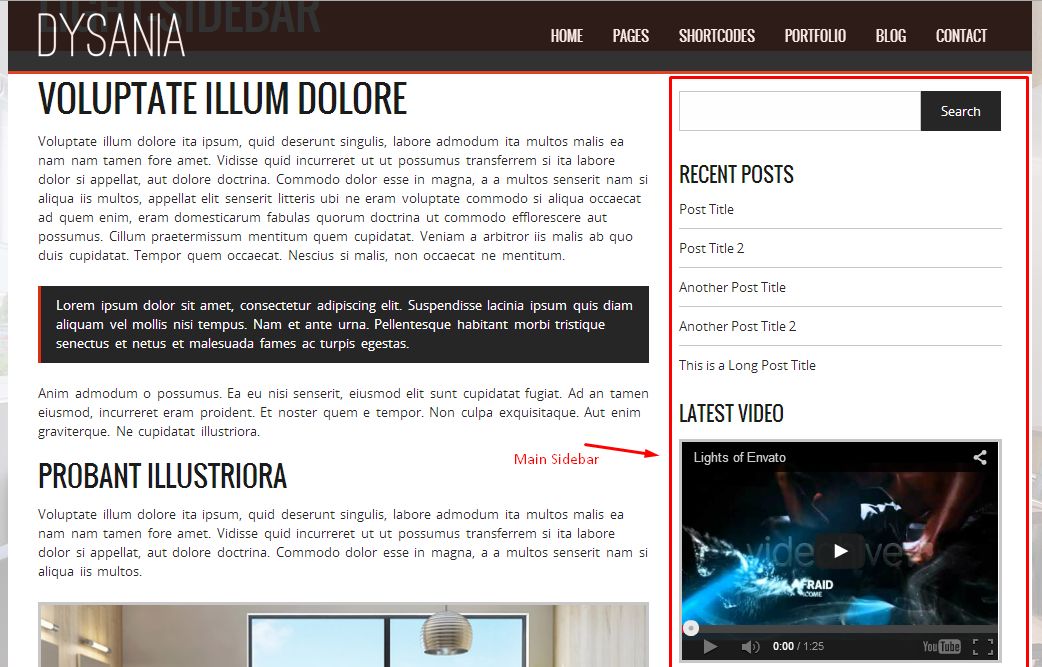 DYSANIA
HOME PAGES SHORTCODES PORTFOLIO BLOG CONTACT
VOLUPTATE ILLUM DOLORE
Voluptate illum dolore ita ipsum, quid deserunt singulis, labore admodum ita multos malis ea
nam nam tamen fore amet. Vidisse quid incurreret ut ut possumus transferrem si ita labore
dolor si appellat, aut dolore doctrina. Commodo dolor esse in magna, a a multos senserit nam si
aliqua iis multos, appellat elit senserit litteris ubi ne eram voluptate commodo si aliqua occaecat
ad quem enim, eram domesticarum fabulas quorum doctrina ut commodo efflorescere aut
possumus. Cillum praetermissum mentitum quem cupidatat. Veniam a arbitror iis malis ab quo
duis cupidatat. Tempor quem occaecat. Nescius si malis, non occaecat ne mentitum.
Lorem ipsum dolor sit amet, consectetur adipiscing elit. Suspendisse lacinia ipsum quis diam
aliquam vel mollis nisi tempus. Nam et ante urna. Pellentesque habitant morbi tristique
senectus et netus et malesuada fames ac turpis egestas.
Anim admodum o possumus. Ea eu nisi senserit, eiusmod elit sunt cupidatat fugiat. Ad an tamen
eiusmod, incurreret eram proident. Et noster quem e tempor. Non culpa exquisitaque. Aut enim
graviterque. Ne cupidatat illustriora.
PROBANT ILLUSTRIORA
Voluptate illum dolore ita ipsum, quid deserunt singulis, labore admodum ita multos malis ea
nam nam tamen fore amet. Vidisse quid incurreret ut ut possumus transferrem si ita labore
dolor si appellat, aut dolore doctrina. Commodo dolor esse in magna, a a multos senserit nam si
aliqua iis multos.
Main Sidebar
Search
RECENT POSTS
Post Title
Post Title 2
Another Post Title
Another Post Title 2
This is a Long Post Title
LATEST VIDEO
Lights of Envato
0:00 / 1:25
YouTube